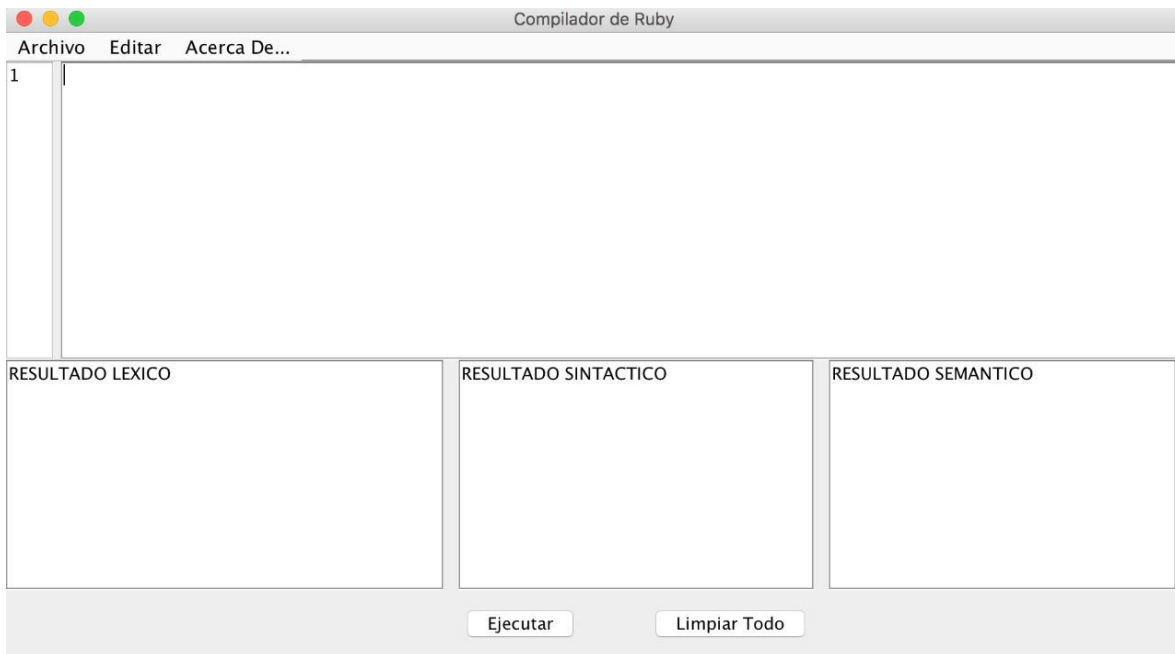 Compilador de Ruby
Archivo Editar Acerca De...
1
RESULTADO LEXICO
RESULTADO SINTACTICO
RESULTADO SEMANTICO
Ejecutar
Limpiar Todo